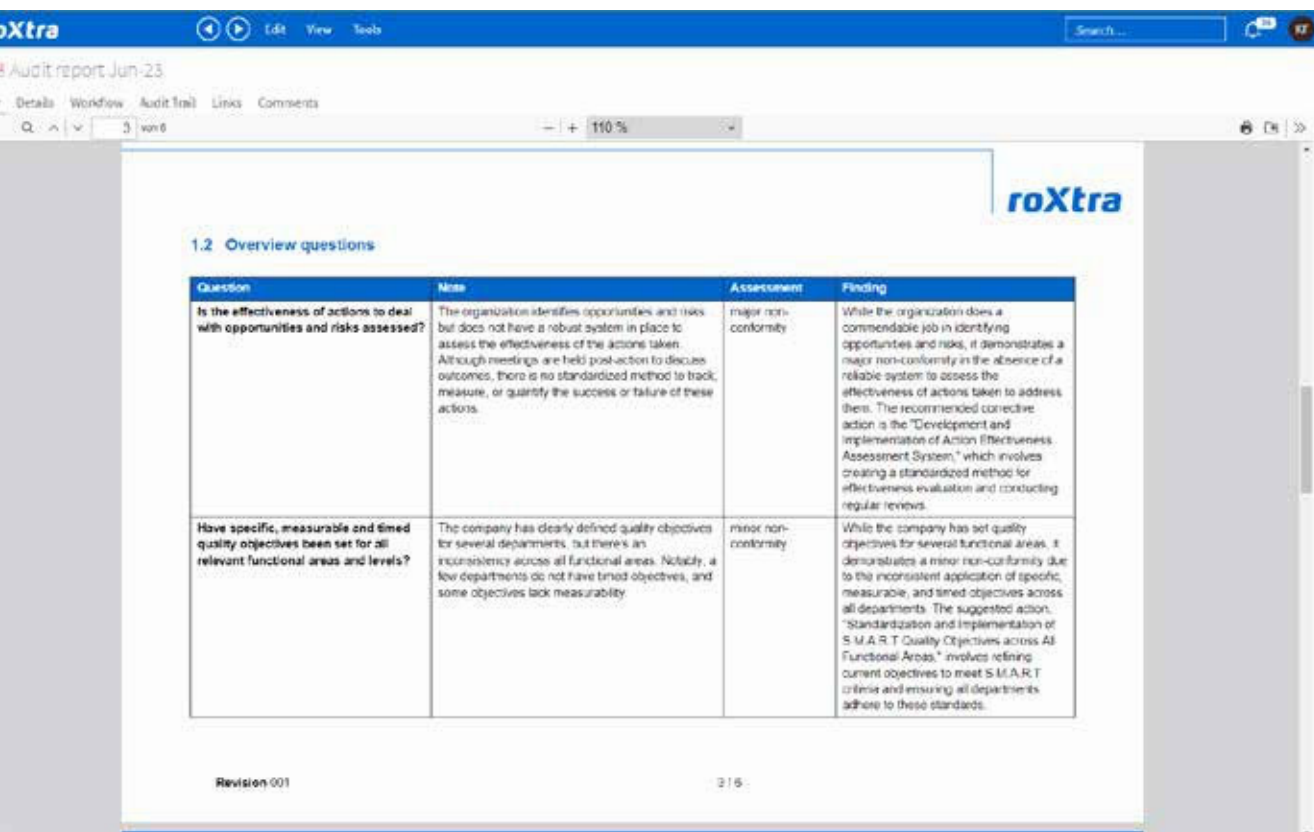 oXtra
Edit View Tools
Search...
Audit report Jun-23
Details Workflow Audit Trail Links Comments
3 von 6
— + 110 %
roXtra
1.2 Overview questions
Question
Note
Assessment
Finding
Is the effectiveness of actions to deal
with opportunities and risks assessed?
The organization identifies opportunities and risks
but does not have a robust system in place to
assess the effectiveness of the actions taken.
Although meetings are held post-action to discuss
outcomes, there is no standardized method to track,
measure, or quantify the success or failure of these
actions.
major non-
conformity
While the organization does a
commendable job in identifying
opportunities and risks, it demonstrates a
major non-conformity in the absence of a
reliable system to assess the
effectiveness of actions taken to address
them. The recommended corrective
action is the "Development and
Implementation of Action Effectiveness
Assessment System," which involves
creating a standardized method for
effectiveness evaluation and conducting
regular reviews.
Have specific, measurable and timed
quality objectives been set for all
relevant functional areas and levels?
The company has clearly defined quality objectives
for several departments, but there's an
inconsistency across all functional areas. Notably, a
few departments do not have timed objectives, and
some objectives lack measurability.
minor non-
conformity
While the company has set quality
objectives for several functional areas, it
demonstrates a minor non-conformity due
to the inconsistent application of specific,
measurable, and timed objectives across
all departments. The suggested action,
"Standardization and Implementation of
S.M.A.R.T Quality Objectives across All
Functional Areas," involves refining
current objectives to meet S.M.A.R.T
criteria and ensuring all departments
adhere to these standards.
Revision 001
3 / 6